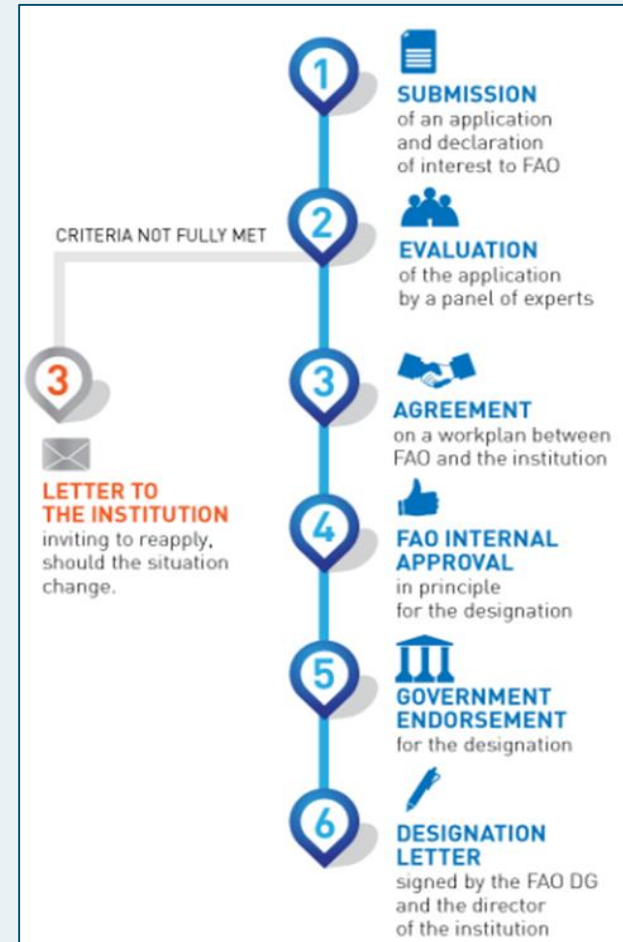 1
SUBMISSION
of an application
and declaration
of interest to FAO
2
EVALUATION
of the application
by a panel of experts
CRITERIA NOT FULLY MET
3
LETTER TO
THE INSTITUTION
inviting to reapply,
should the situation
change.
3
AGREEMENT
on a workplan between
FAO and the institution
4
FAO INTERNAL
APPROVAL
in principle
for the designation
5
GOVERNMENT
ENDORSEMENT
for the designation
6
DESIGNATION
LETTER
signed by the FAO DG
and the director
of the institution